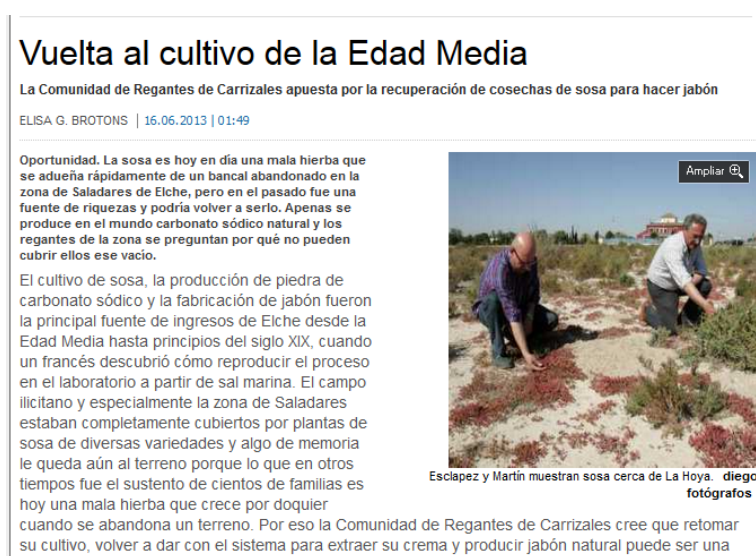 Vuelta al cultivo de la Edad Media
La Comunidad de Regantes de Carrizales apuesta por la recuperación de cosechas de sosa para hacer jabón
ELISA G. BROTONS | 16.06.2013 | 01:49
Oportunidad. La sosa es hoy en día una mala hierba que
se adueña rápidamente de un bancal abandonado en la
zona de Saladares de Elche, pero en el pasado fue una
fuente de riquezas y podría volver a serlo. Apenas se
produce en el mundo carbonato sódico natural y los
regantes de la zona se preguntan por qué no pueden
cubrir ellos ese vacío.
El cultivo de sosa, la producción de piedra de
carbonato sódico y la fabricación de jabón fueron
la principal fuente de ingresos de Elche desde la
Edad Media hasta principios del siglo XIX, cuando
un francés descubrió cómo reproducir el proceso
en el laboratorio a partir de sal marina. El campo
ilicitano y especialmente la zona de Saladares
estaban completamente cubiertos por plantas de
sosa de diversas variedades y algo de memoria
le queda aún al terreno porque lo que en otros
tiempos fue el sustento de cientos de familias es
hoy una mala hierba que crece por doquier
cuando se abandona un terreno. Por eso la Comunidad de Regantes de Carrizales cree que retomar
su cultivo, volver a dar con el sistema para extraer su crema y producir jabón natural puede ser una
Ampliar
Esclapez y Martín muestran sosa cerca de La Hoya. diego
fotógrafos